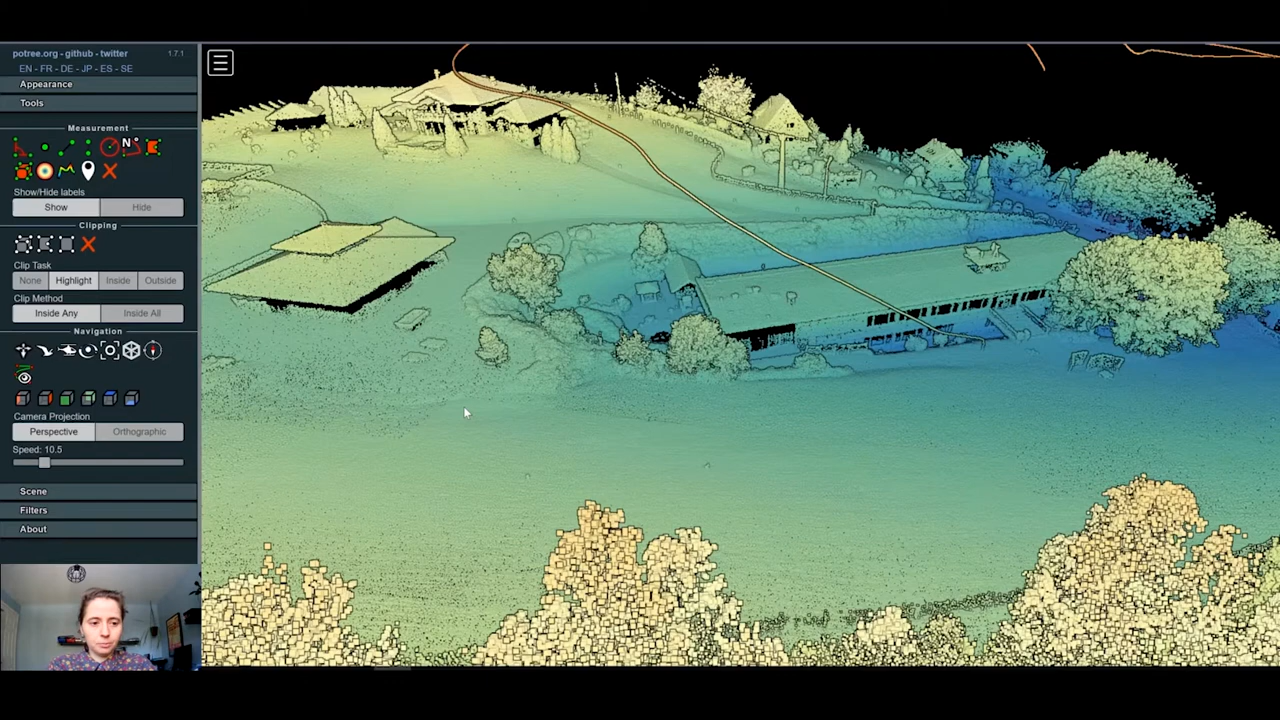 potree.org - github - twitter 1.7.1
EN - FR - DE - JP - ES - SE
Appearance
Tools
Measurement
N°
Show/Hide labels
Show Hide
Clipping
Clip Task
None Highlight Inside Outside
Clip Method
Inside Any Inside All
Navigation
Camera Projection
Perspective Orthographic
Speed: 10.5
Scene
Filters
About